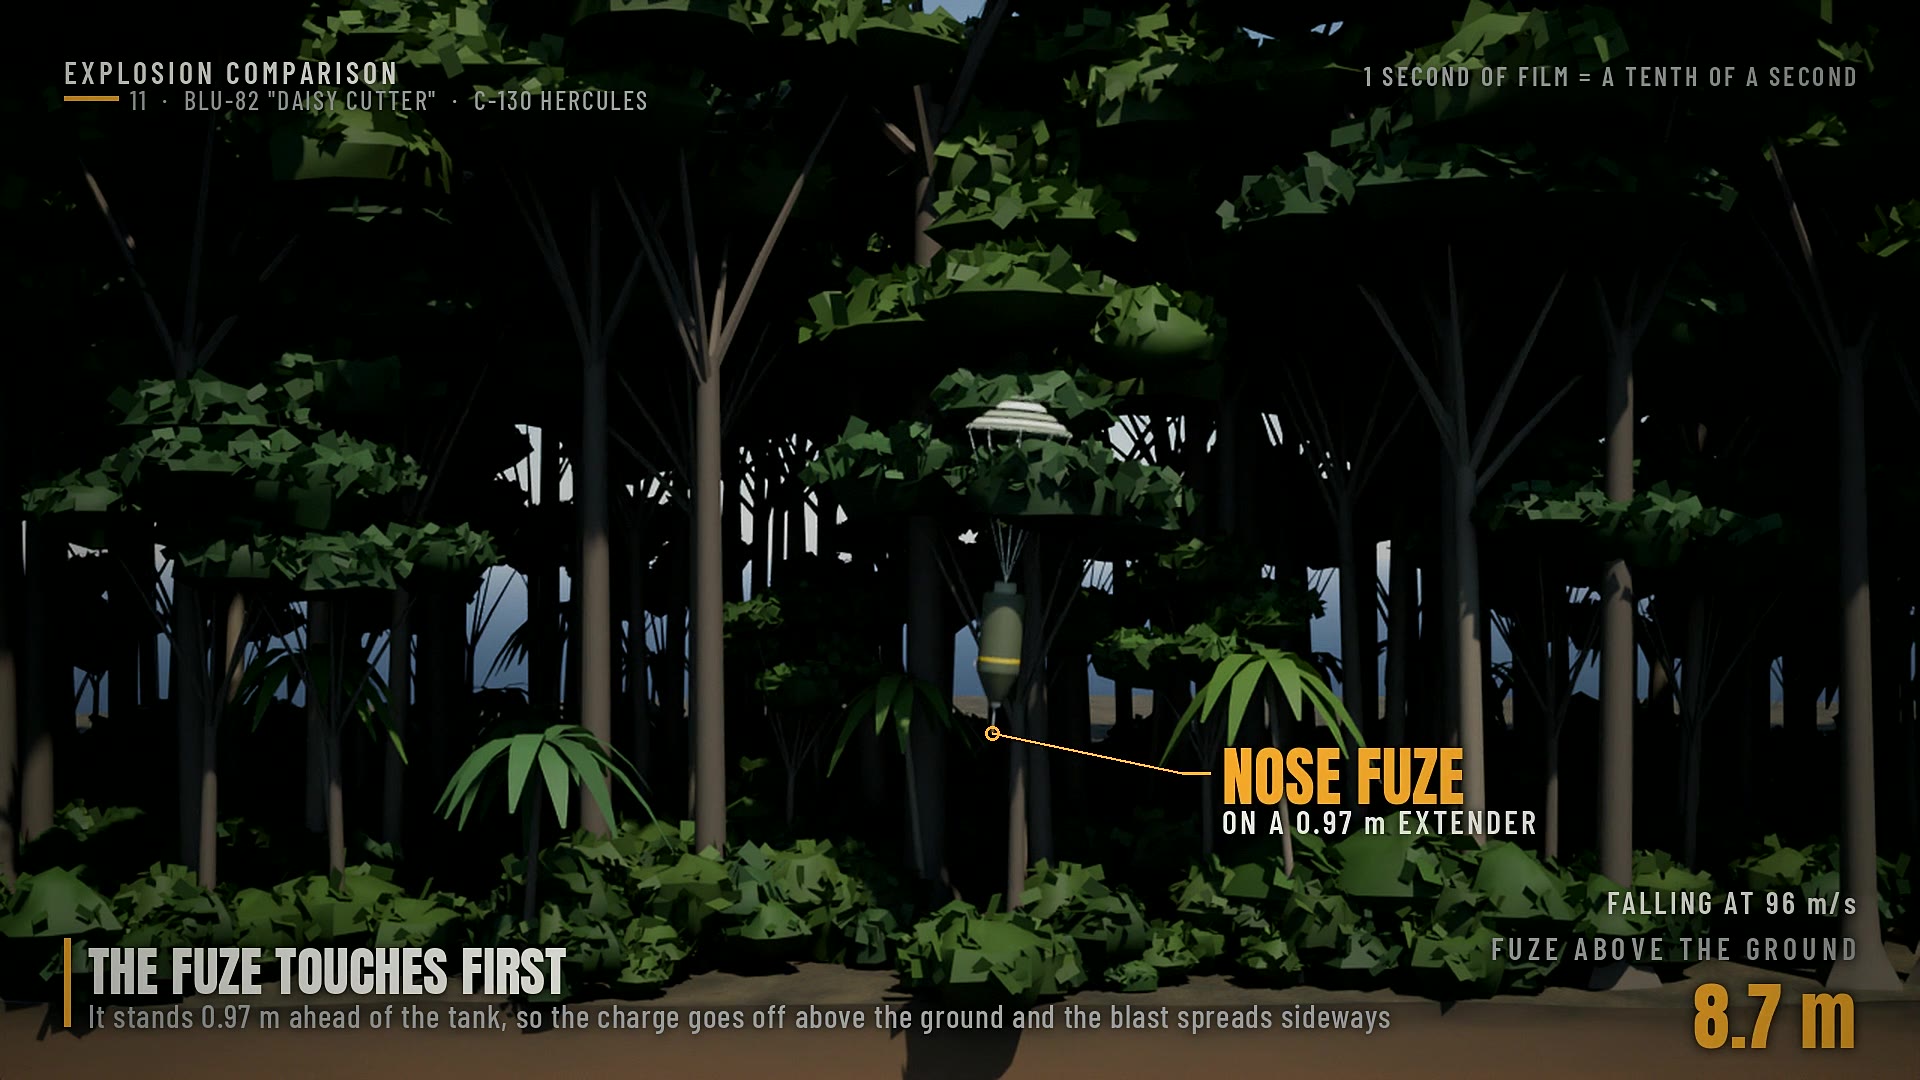 EXPLOSION COMPARISON
11 · BLU-82 "DAISY CUTTER" · C-130 HERCULES
1 SECOND OF FILM = A TENTH OF A SECOND
NOSE FUZE
ON A 0.97 m EXTENDER
FALLING AT 96 m/s
FUZE ABOVE THE GROUND
8.7 m
THE FUZE TOUCHES FIRST
It stands 0.97 m ahead of the tank, so the charge goes off above the ground and the blast spreads sideways